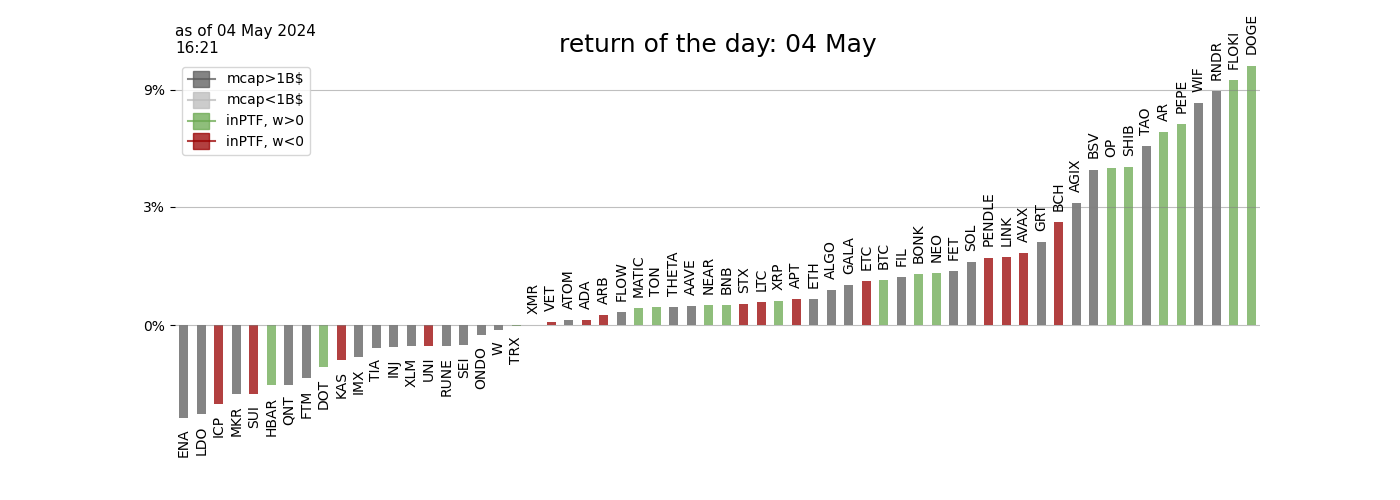 as of 04 May 2024
16:21
return of the day: 04 May
mcap>1B$
mcap<1B$
inPTF, w>0
inPTF, w<0
9%
3%
0%
ENA
LDO
ICP
MKR
SUI
HBAR
QNT
FTM
DOT
KAS
IMX
TIA
INJ
XLM
UNI
RUNE
SEI
ONDO
W
TRX
XMR
VET
ATOM
ADA
ARB
FLOW
MATIC
TON
THETA
AAVE
NEAR
BNB
STX
LTC
XRP
APT
ETH
ALGO
GALA
ETC
BTC
FIL
BONK
NEO
FET
SOL
PENDLE
LINK
AVAX
GRT
BCH
AGIX
BSV
OP
SHIB
TAO
AR
PEPE
WIF
RNDR
FLOKI
DOGE